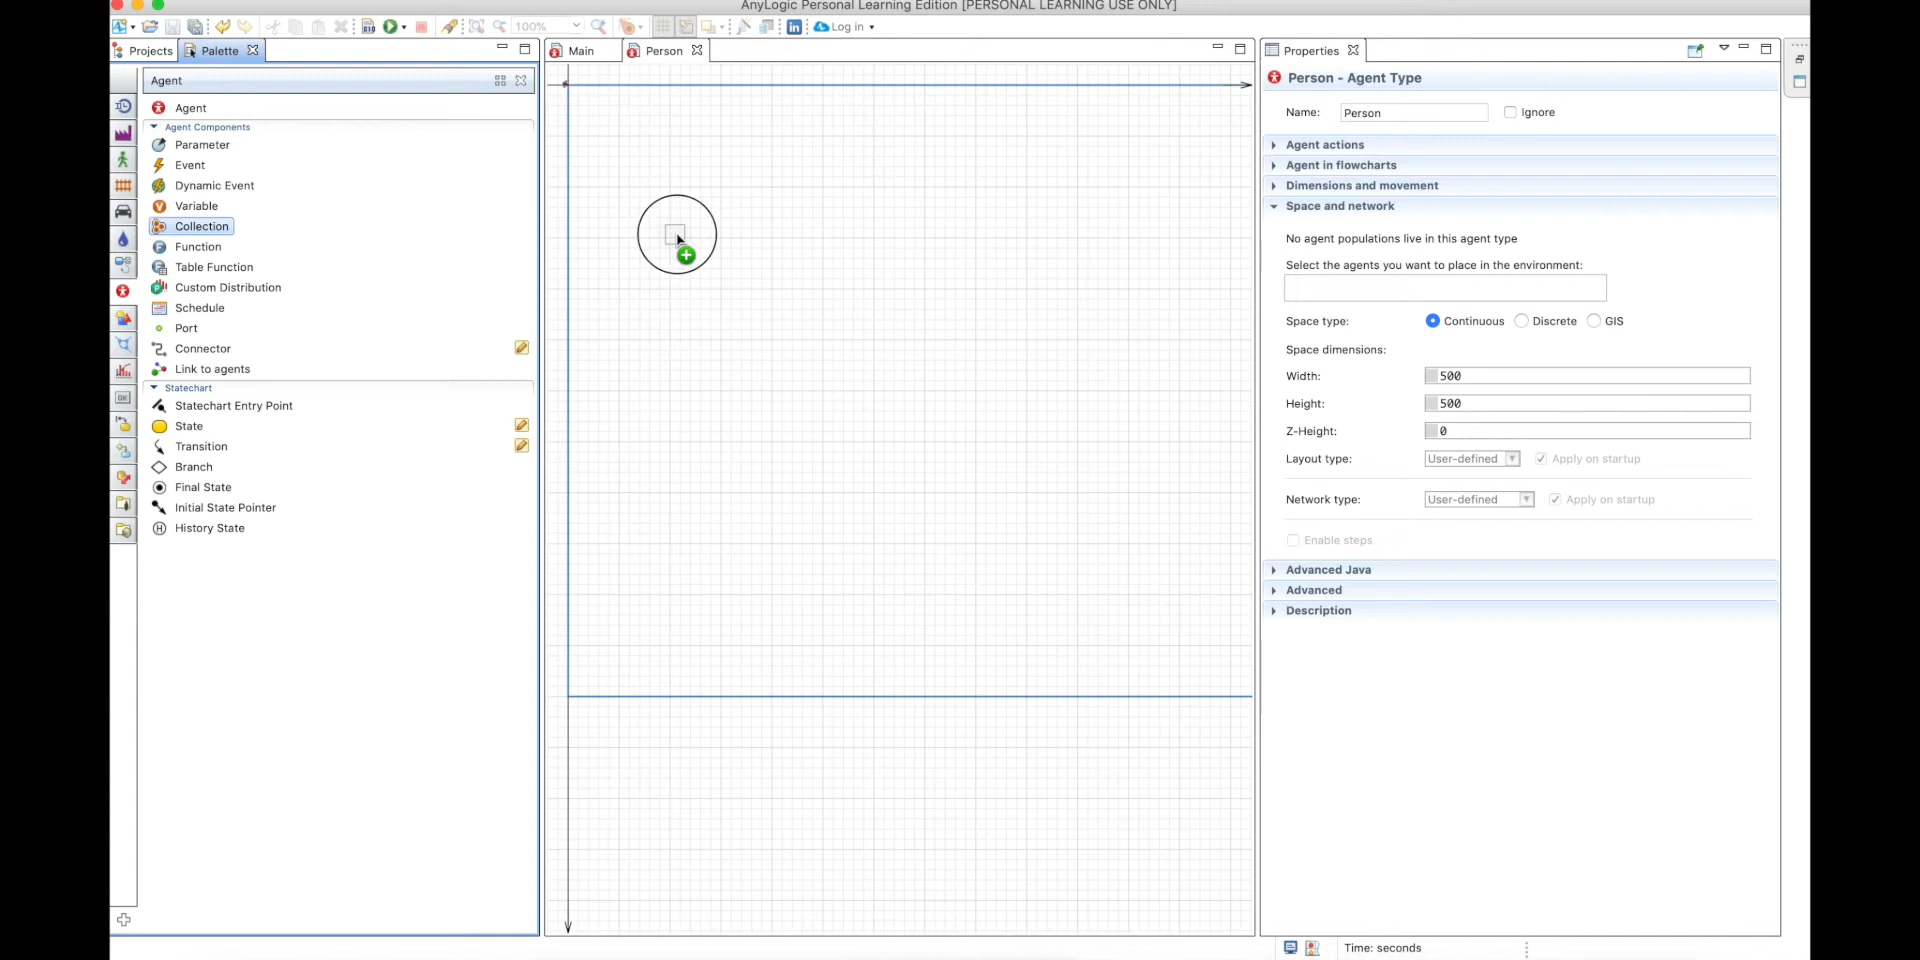 AnyLogic Personal Learning Edition [PERSONAL LEARNING USE ONLY]
100%
Log in
Projects
Palette
Main
Person
Properties
Agent
Agent
Agent Components
Parameter
Event
Dynamic Event
Variable
Collection
Function
Table Function
Custom Distribution
Schedule
Port
Connector
Link to agents
Statechart
Statechart Entry Point
State
Transition
Branch
Final State
Initial State Pointer
History State
Person - Agent Type
Name: Person Ignore
Agent actions
Agent in flowcharts
Dimensions and movement
Space and network
No agent populations live in this agent type
Select the agents you want to place in the environment:
Space type: Continuous Discrete GIS
Space dimensions:
Width: 500
Height: 500
Z-Height: 0
Layout type: User-defined Apply on startup
Network type: User-defined Apply on startup
Enable steps
Advanced Java
Advanced
Description
Time: seconds